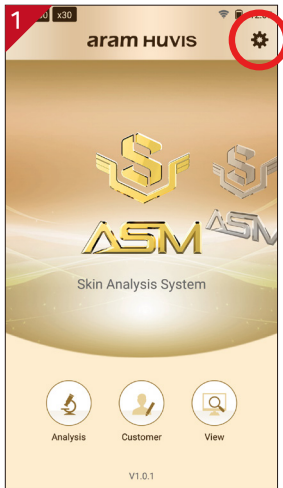 1
x30
aram HUVIS
S
S
ASM
ASM
Skin Analysis System
Analysis
Customer
View
V1.0.1